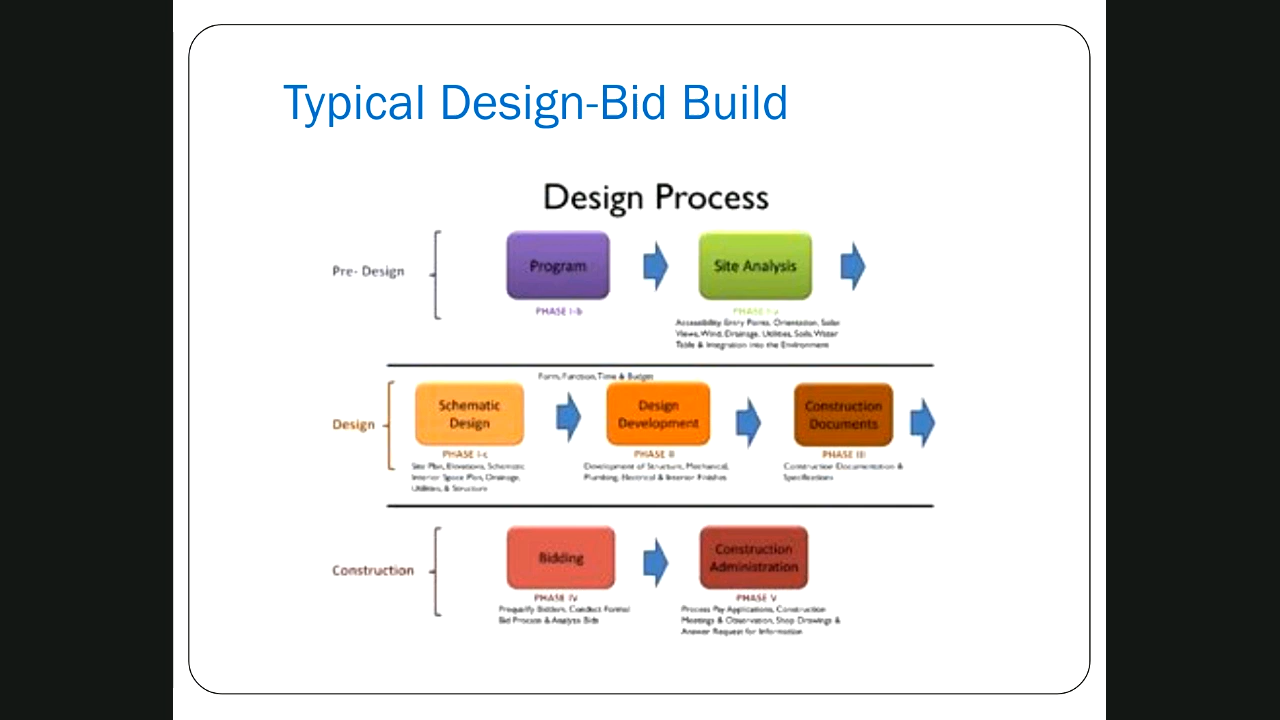 Typical Design-Bid Build
Design Process
Pre- Design
Program
Site Analysis
PHASE I-b
PHASE
Accessibility, Entry Points, Orientation, Solar
Views, Wind, Drainage, Utilities, Soils, Water
Table & Integration into the Environment
Form, Function, Time & Budget
Design
Schematic
Design
Design
Development
Construction
Documents
PHASE I-c
PHASE II
PHASE III
Site Plan, Elevations, Schematic
Interior Space Plan, Drainage,
Utilities, & Structure
Development of Structure, Mechanical,
Plumbing, Electrical & Interior Finishes
Construction Documentation &
Specifications
Construction
Bidding
Construction
Administration
PHASE IV
PHASE V
Prequalify Bidders, Conduct Formal
Bid Process & Analyze Bids
Process Pay Applications, Construction
Meetings & Observation, Shop Drawings &
Answer Request for Information